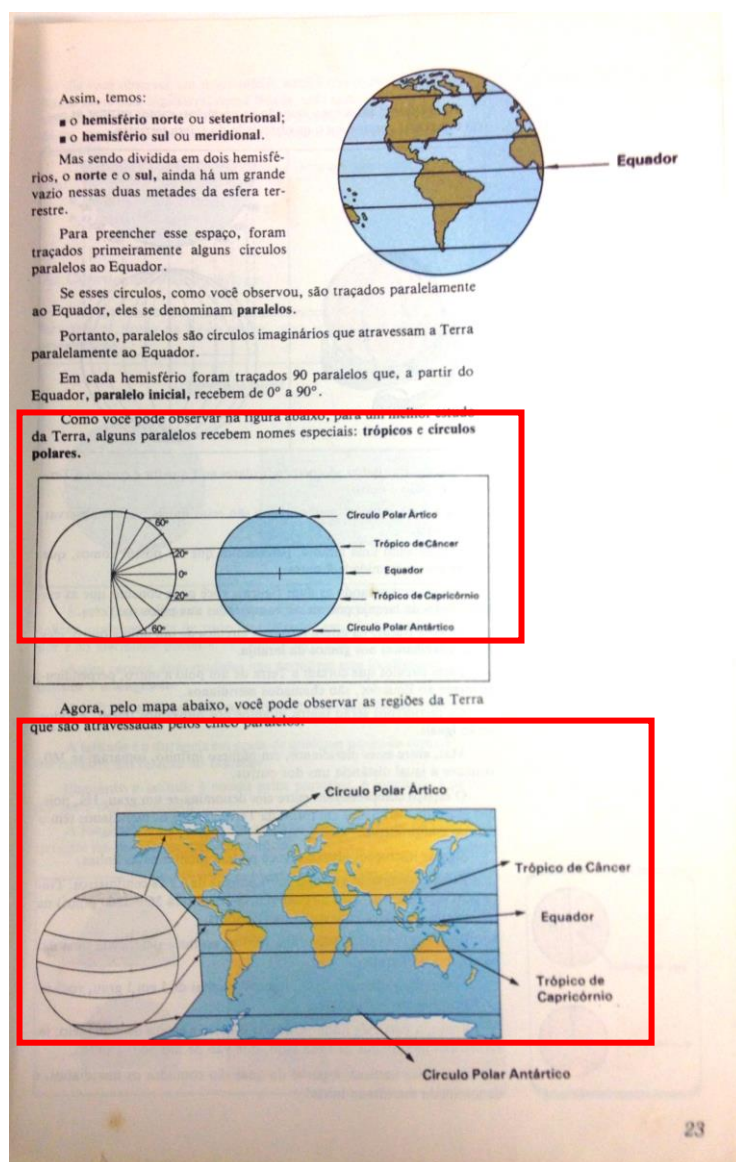 Assim, temos:
■ o hemisfério norte ou setentrional;
■ o hemisfério sul ou meridional.
Mas sendo dividida em dois hemisfé-
rios, o norte e o sul, ainda há um grande
vazio nessas duas metades da esfera ter-
restre.
Para preencher esse espaço, foram
traçados primeiramente alguns círculos
paralelos ao Equador.
Equador
Se esses círculos, como você observou, são traçados paralelamente
ao Equador, eles se denominam paralelos.
Portanto, paralelos são círculos imaginários que atravessam a Terra
paralelamente ao Equador.
Em cada hemisfério foram traçados 90 paralelos que, a partir do
Equador, paralelo inicial, recebem de 0° a 90°.
Como você pode observar na figura abaixo, para um melhor estudo
da Terra, alguns paralelos recebem nomes especiais: trópicos e círculos
polares.
60°
20°
0°
20°
60°
Círculo Polar Ártico
Trópico de Câncer
Equador
Trópico de Capricórnio
Círculo Polar Antártico
Agora, pelo mapa abaixo, você pode observar as regiões da Terra
que são atravessadas pelos cinco paralelos.
Círculo Polar Ártico
Trópico de Câncer
Equador
Trópico de
Capricórnio
Círculo Polar Antártico
23